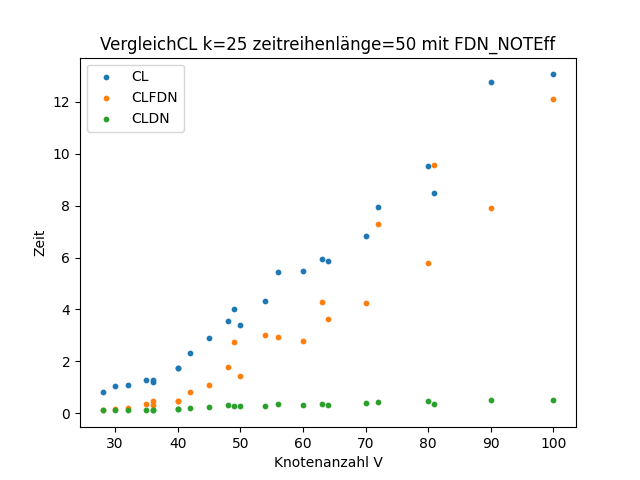 VergleichCL k=25 zeitreihenlänge=50 mit FDN_NOTEff
CL
CLFDN
CLDN
Zeit
12
10
8
6
4
2
0
30 40 50 60 70 80 90 100
Knotenanzahl V